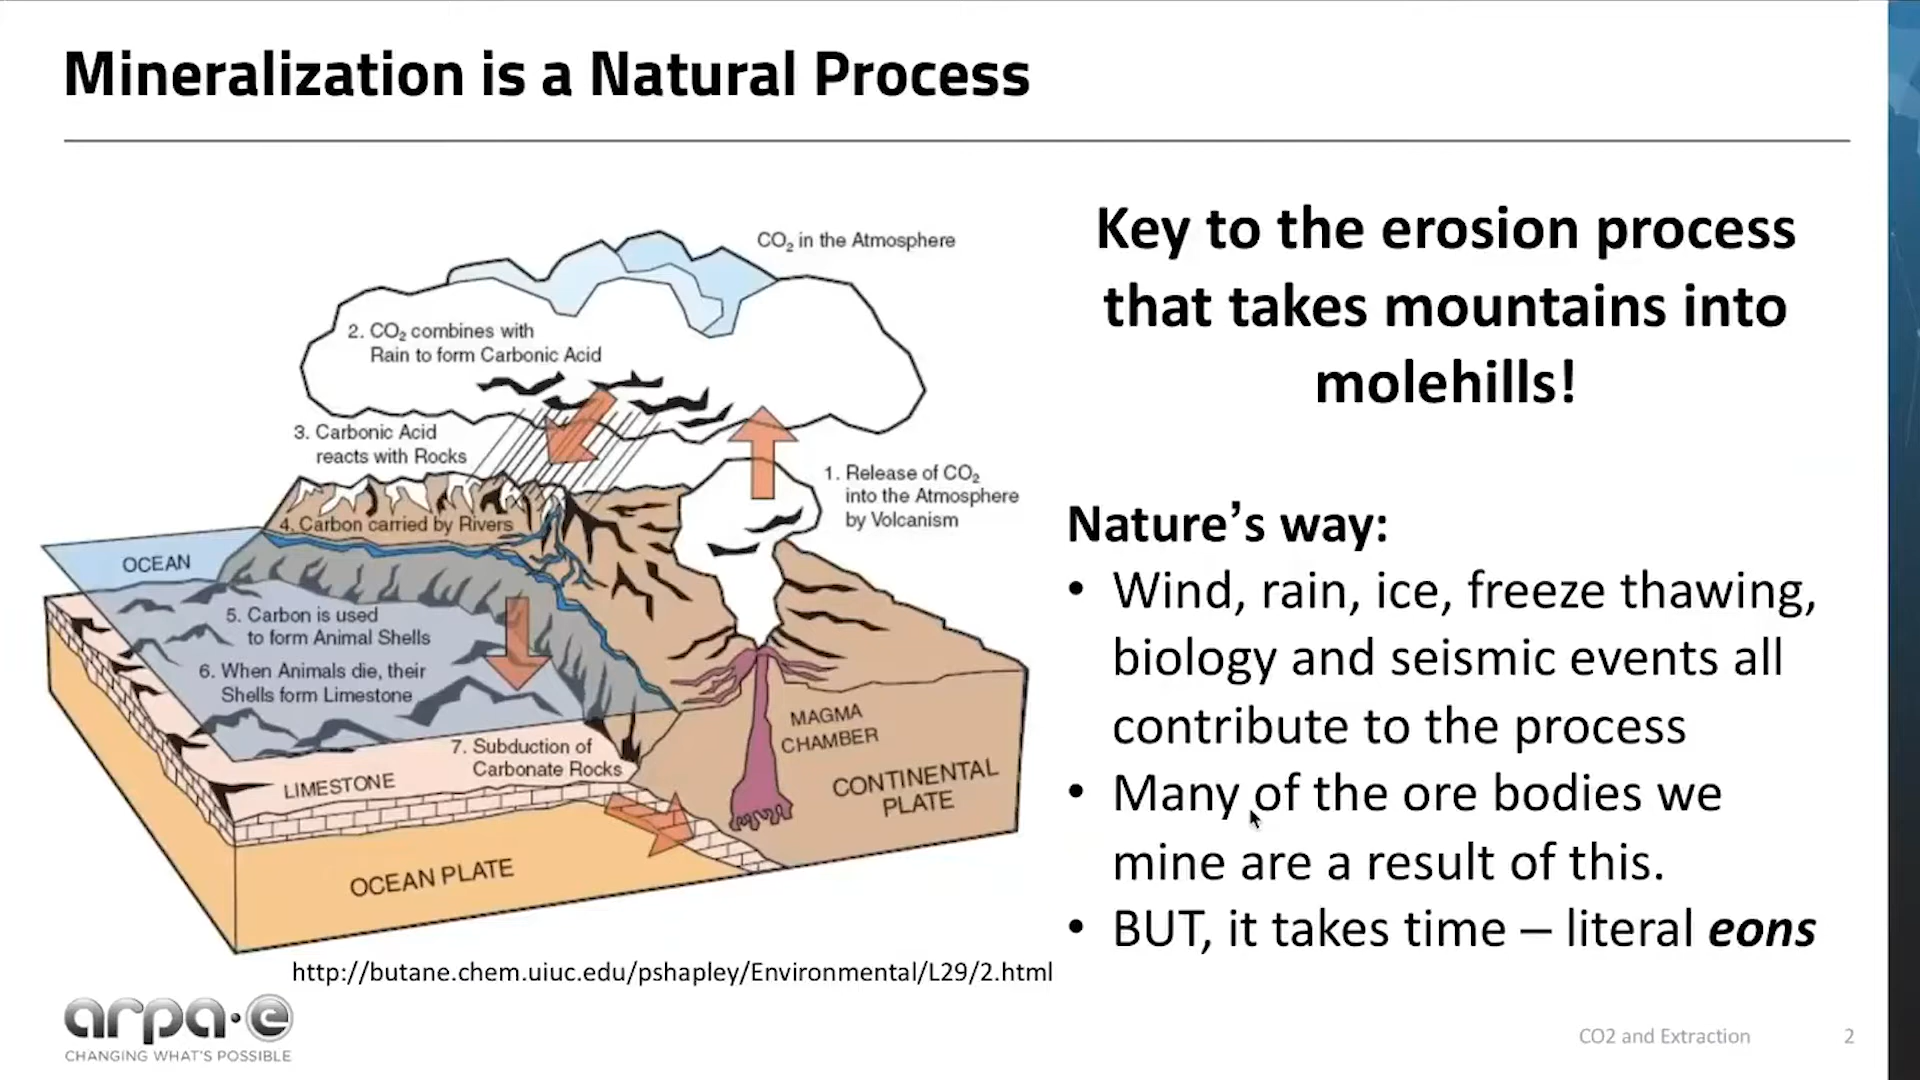 Mineralization is a Natural Process
CO2 in the Atmosphere
2. CO2 combines with
Rain to form Carbonic Acid
3. Carbonic Acid
reacts with Rocks
1. Release of CO2
into the Atmosphere
by Volcanism
4. Carbon carried by Rivers
OCEAN
5. Carbon is used
to form Animal Shells
6. When Animals die, their
Shells form Limestone
7. Subduction of
Carbonate Rocks
LIMESTONE
MAGMA
CHAMBER
CONTINENTAL
PLATE
OCEAN PLATE
http://butane.chem.uiuc.edu/pshapley/Environmental/L29/2.html
Key to the erosion process
that takes mountains into
molehills!
Nature’s way:
• Wind, rain, ice, freeze thawing,
biology and seismic events all
contribute to the process
• Many of the ore bodies we
mine are a result of this.
• BUT, it takes time – literal eons
arpa·e
CHANGING WHAT'S POSSIBLE
CO2 and Extraction
2